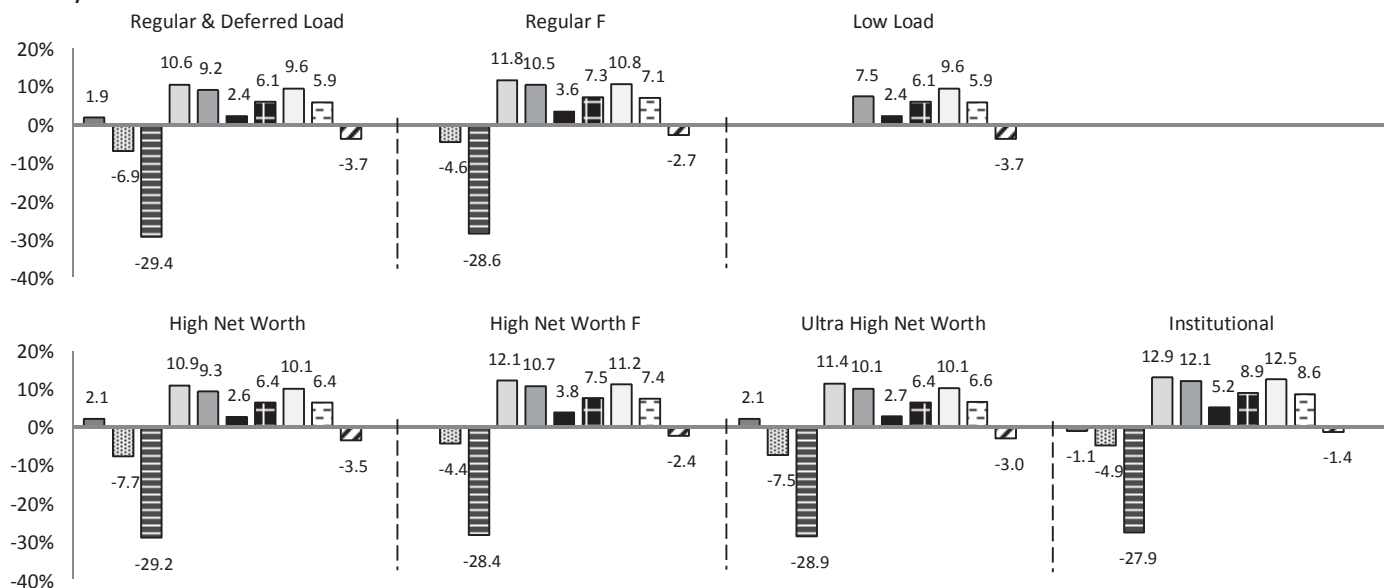 Regular & Deferred Load Regular F Low Load
20%
10%
0%
-10%
-20%
-30%
-40%
1.9 -6.9 -29.4 10.6 9.2 2.4 6.1 9.6 5.9 -3.7
-4.6 -28.6 11.8 10.5 3.6 7.3 10.8 7.1 -2.7
7.5 2.4 6.1 9.6 5.9 -3.7
High Net Worth High Net Worth F Ultra High Net Worth Institutional
20%
10%
0%
-10%
-20%
-30%
-40%
2.1 -7.7 -29.2 10.9 9.3 2.6 6.4 10.1 6.4 -3.5
-4.4 -28.4 12.1 10.7 3.8 7.5 11.2 7.4 -2.4
2.1 -7.5 -28.9 11.4 10.1 2.7 6.4 10.1 6.6 -3.0
-1.1 -4.9 -27.9 12.9 12.1 5.2 8.9 12.5 8.6 -1.4